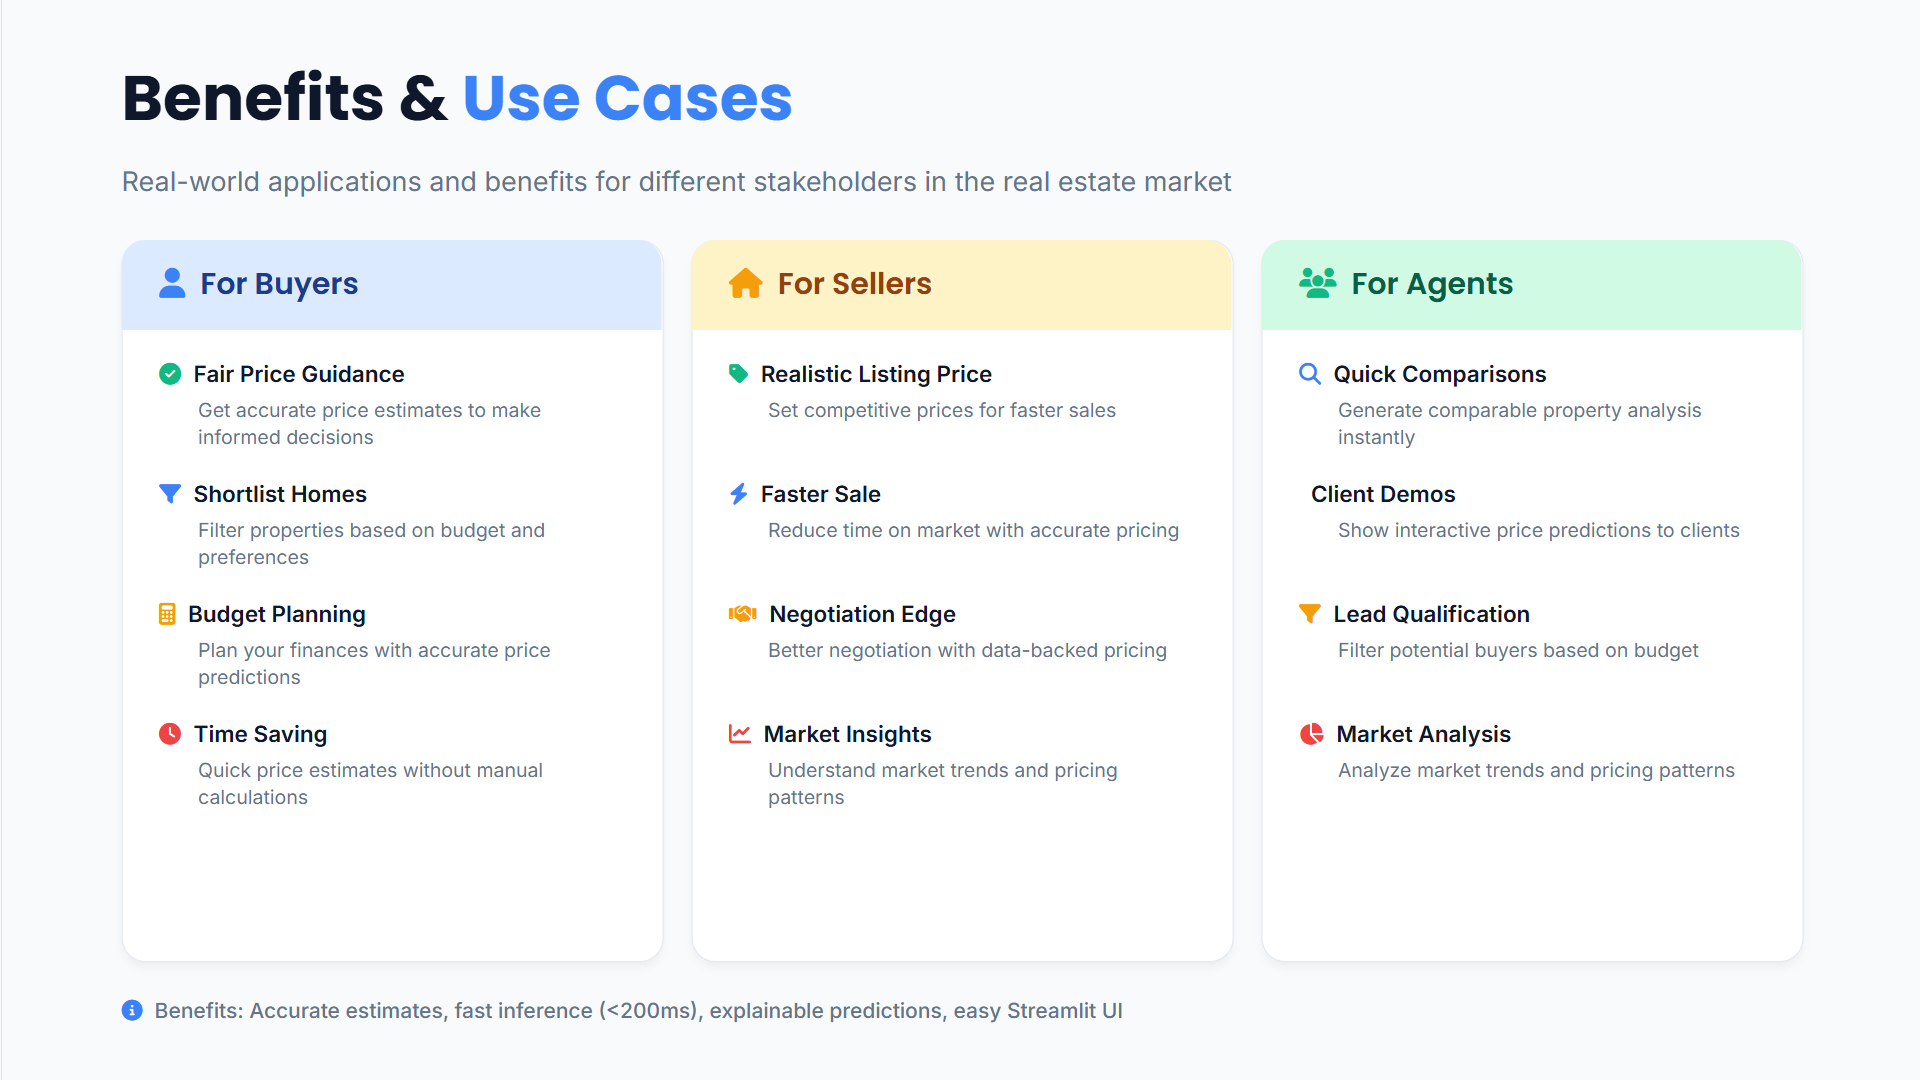 Benefits & Use Cases
Real-world applications and benefits for different stakeholders in the real estate market
For Buyers
Fair Price Guidance
Get accurate price estimates to make
informed decisions
Shortlist Homes
Filter properties based on budget and
preferences
Budget Planning
Plan your finances with accurate price
predictions
Time Saving
Quick price estimates without manual
calculations
For Sellers
Realistic Listing Price
Set competitive prices for faster sales
Faster Sale
Reduce time on market with accurate pricing
Negotiation Edge
Better negotiation with data-backed pricing
Market Insights
Understand market trends and pricing
patterns
For Agents
Quick Comparisons
Generate comparable property analysis
instantly
Client Demos
Show interactive price predictions to clients
Lead Qualification
Filter potential buyers based on budget
Market Analysis
Analyze market trends and pricing patterns
Benefits: Accurate estimates, fast inference (<200ms), explainable predictions, easy Streamlit UI